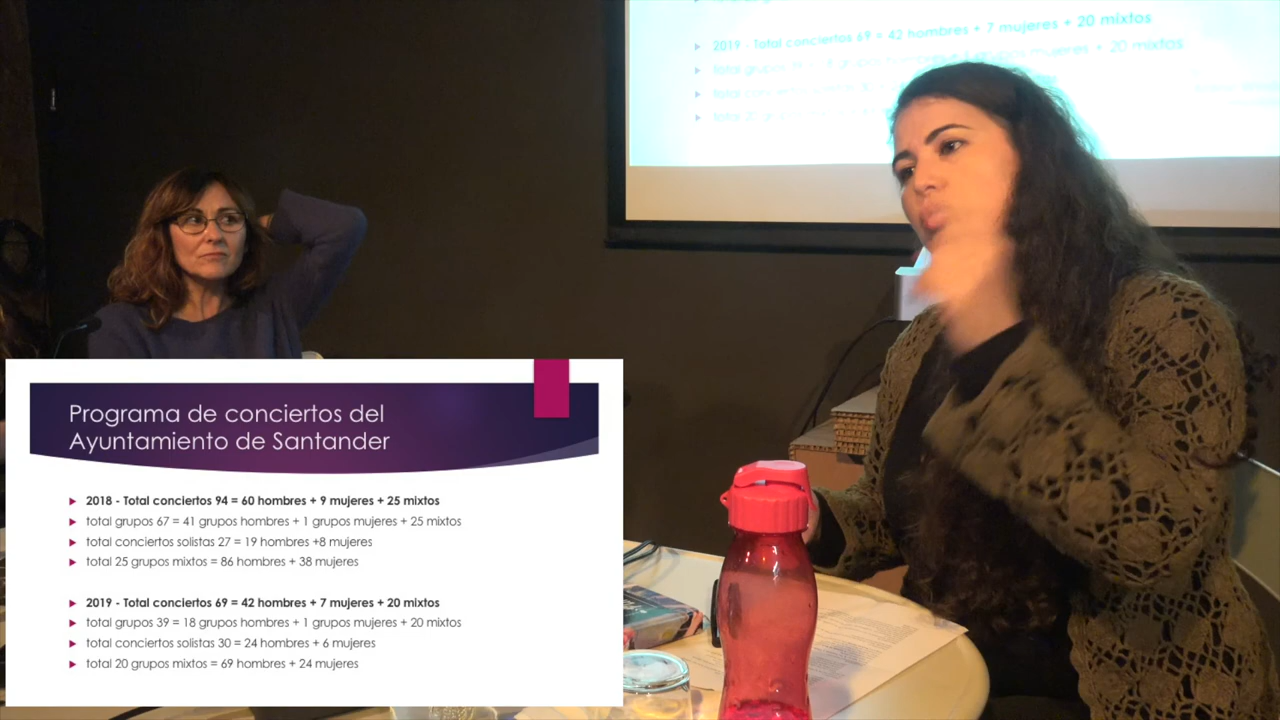 2019 - Total conciertos 69 = 42 hombres + 7 mujeres + 20 mixtos
Programa de conciertos del
Ayuntamiento de Santander
2018 - Total conciertos 94 = 60 hombres + 9 mujeres + 25 mixtos
total grupos 67 = 41 grupos hombres + 1 grupos mujeres + 25 mixtos
total conciertos solistas 27 = 19 hombres +8 mujeres
total 25 grupos mixtos = 86 hombres + 38 mujeres
2019 - Total conciertos 69 = 42 hombres + 7 mujeres + 20 mixtos
total grupos 39 = 18 grupos hombres + 1 grupos mujeres + 20 mixtos
total conciertos solistas 30 = 24 hombres + 6 mujeres
total 20 grupos mixtos = 69 hombres + 24 mujeres